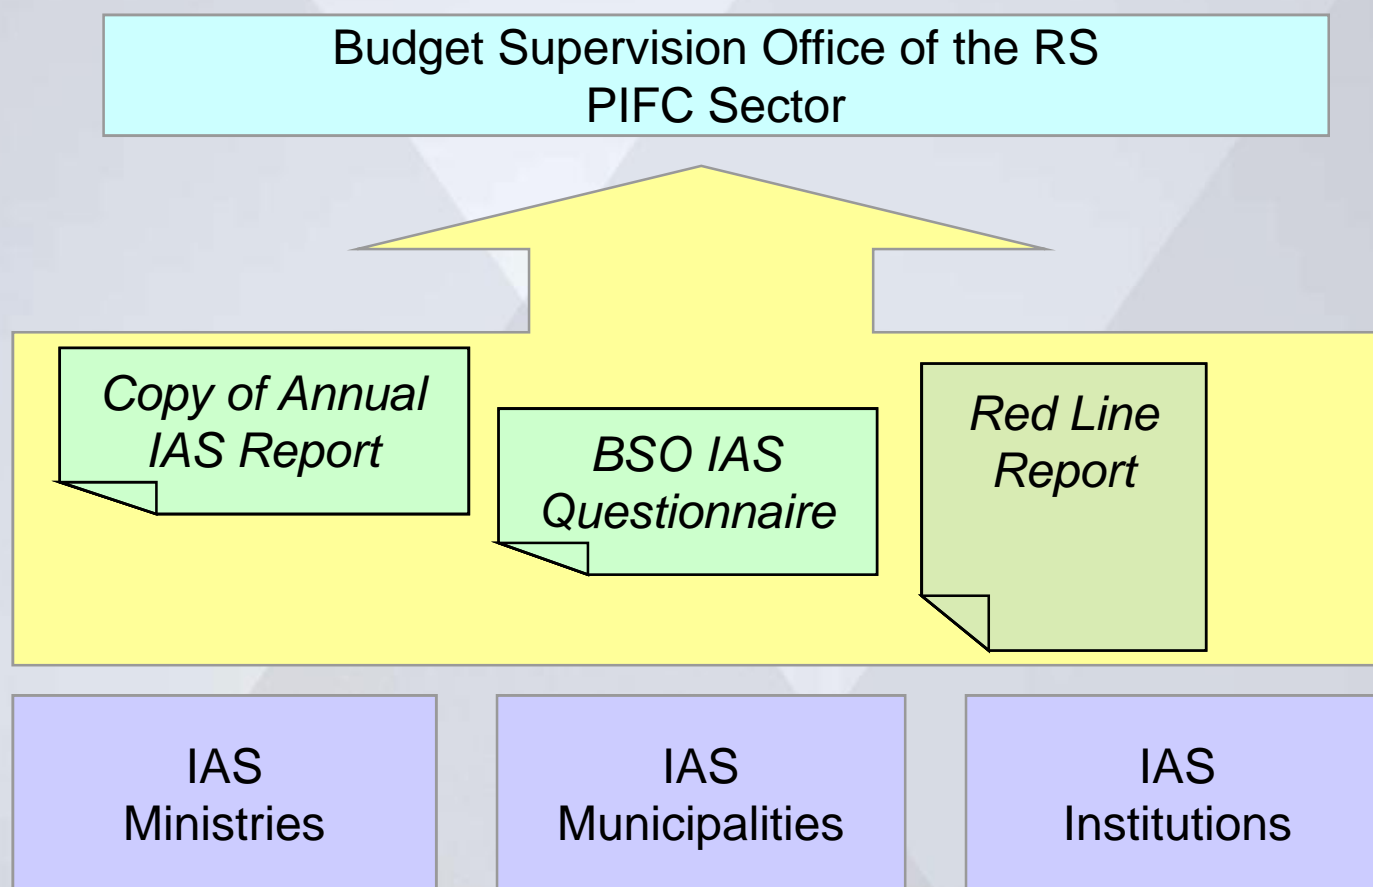 Budget Supervision Office of the RS
PIFC Sector
Copy of Annual
IAS Report
BSO IAS
Questionnaire
Red Line
Report
IAS
Ministries
IAS
Municipalities
IAS
Institutions